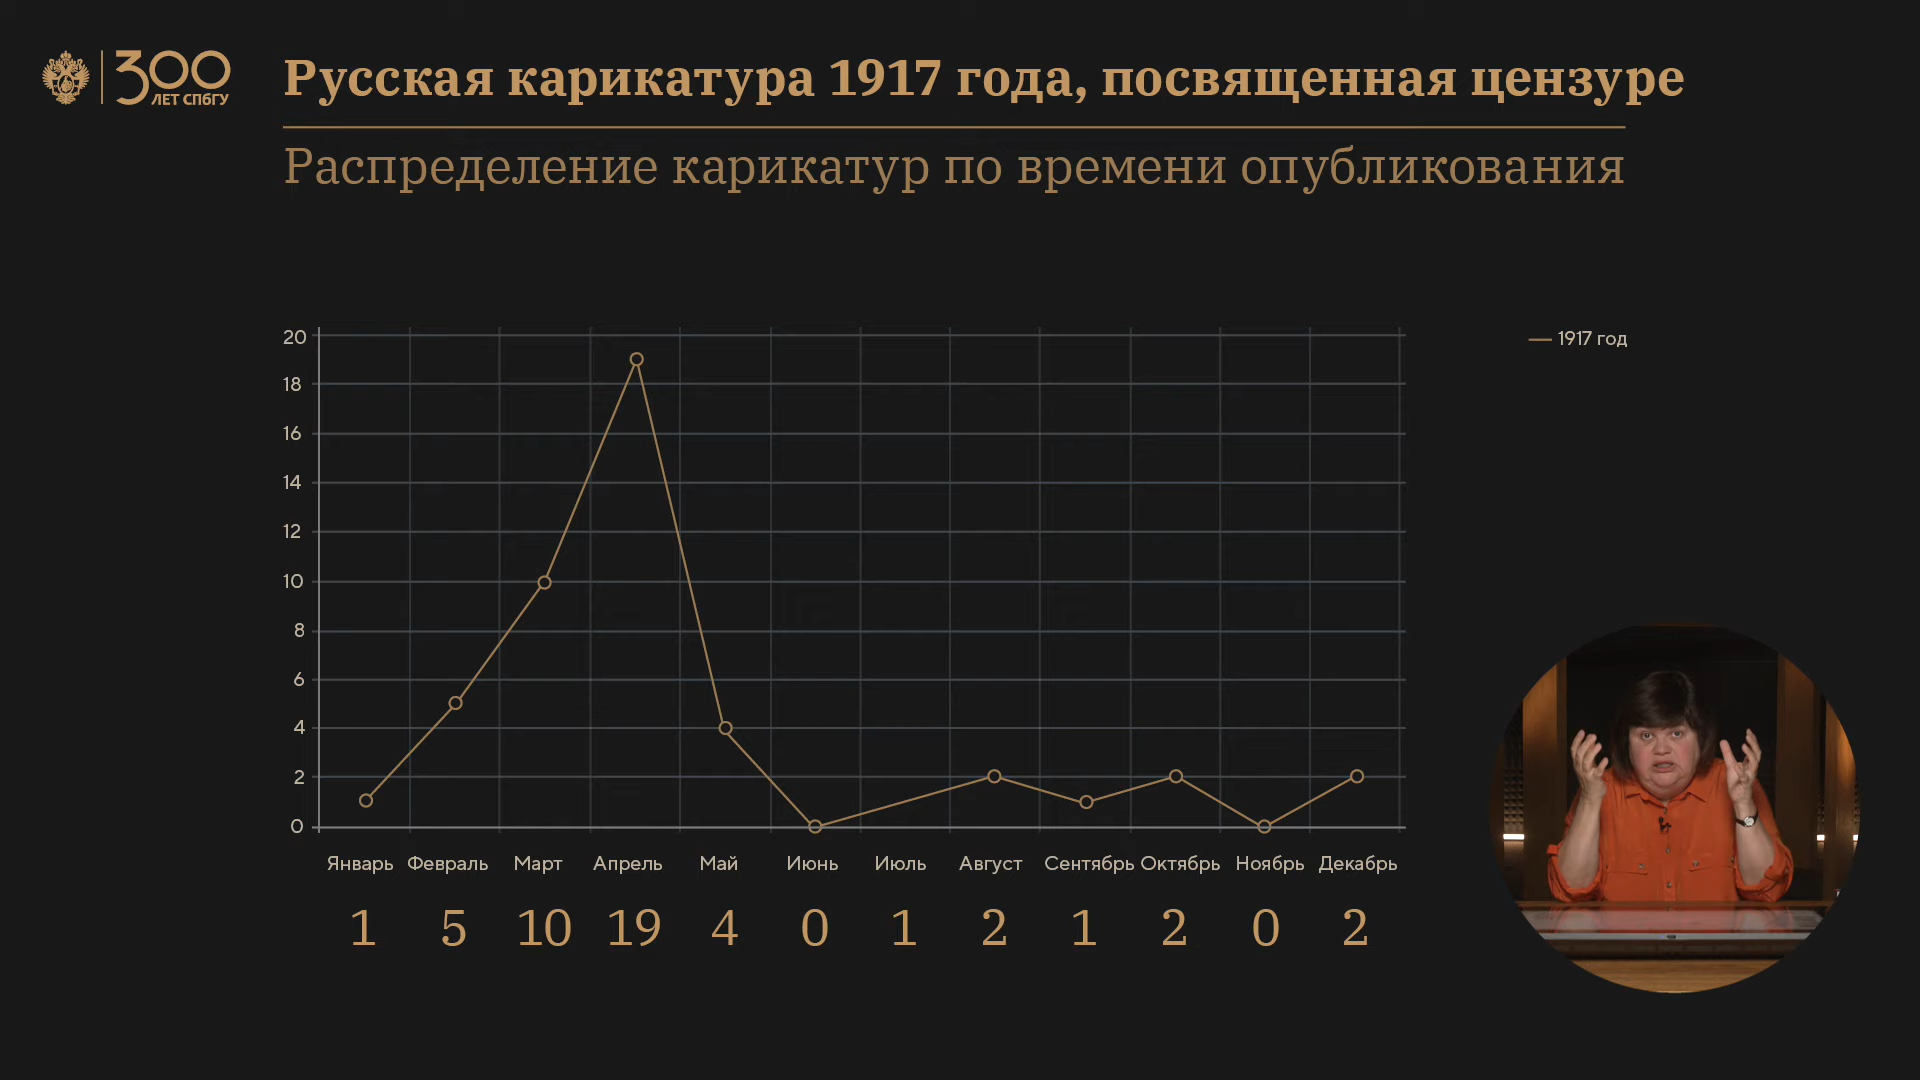 300
ЛЕТ СПБГУ
Русская карикатура 1917 года, посвященная цензуре
Распределение карикатур по времени опубликования
20
18
16
14
12
10
8
6
4
2
0
1917 год
Январь Февраль Март Апрель Май Июнь Июль Август Сентябрь Октябрь Ноябрь Декабрь
1 5 10 19 4 0 1 2 1 2 0 2